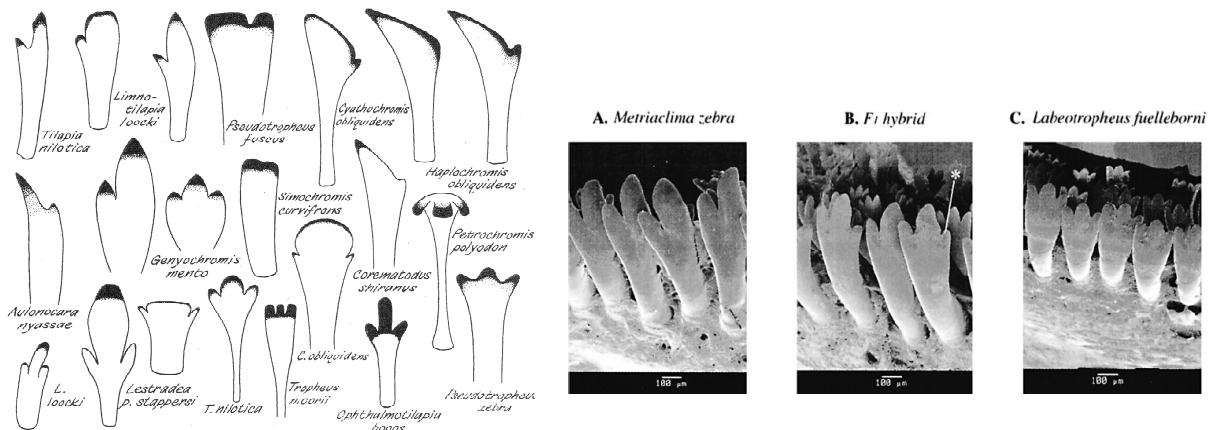 Tilapia
nilotica
Limno-
tilapia
loocki
Pseudotropheus
fuscus
Cyathochromis
obliquidens
Haplochromis
obliquidens
Aulonocara
nyassae
Genyochromis
mento
Simochromis
curvifrons
Corematodus
shiranus
Petrochromis
polyodon
L.
loocki
Lestradea
p. stappersi
T. nilotica
Tropheus
moorii
C. obliquidens
Ophthalmotilapia
Pseudotropheus
zebra
A. Metriaclima zebra
B. F1 hybrid
C. Labeotropheus fuelleborni
*
100 µm
100 µm
100 µm